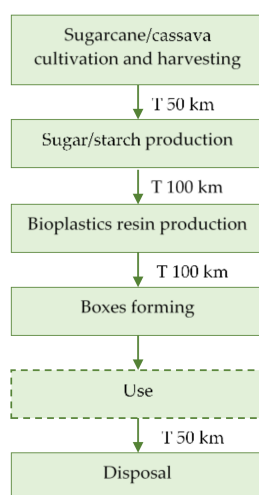 Sugarcane/cassava
cultivation and harvesting
T 50 km
Sugar/starch production
T 100 km
Bioplastics resin production
T 100 km
Boxes forming
Use
T 50 km
Disposal